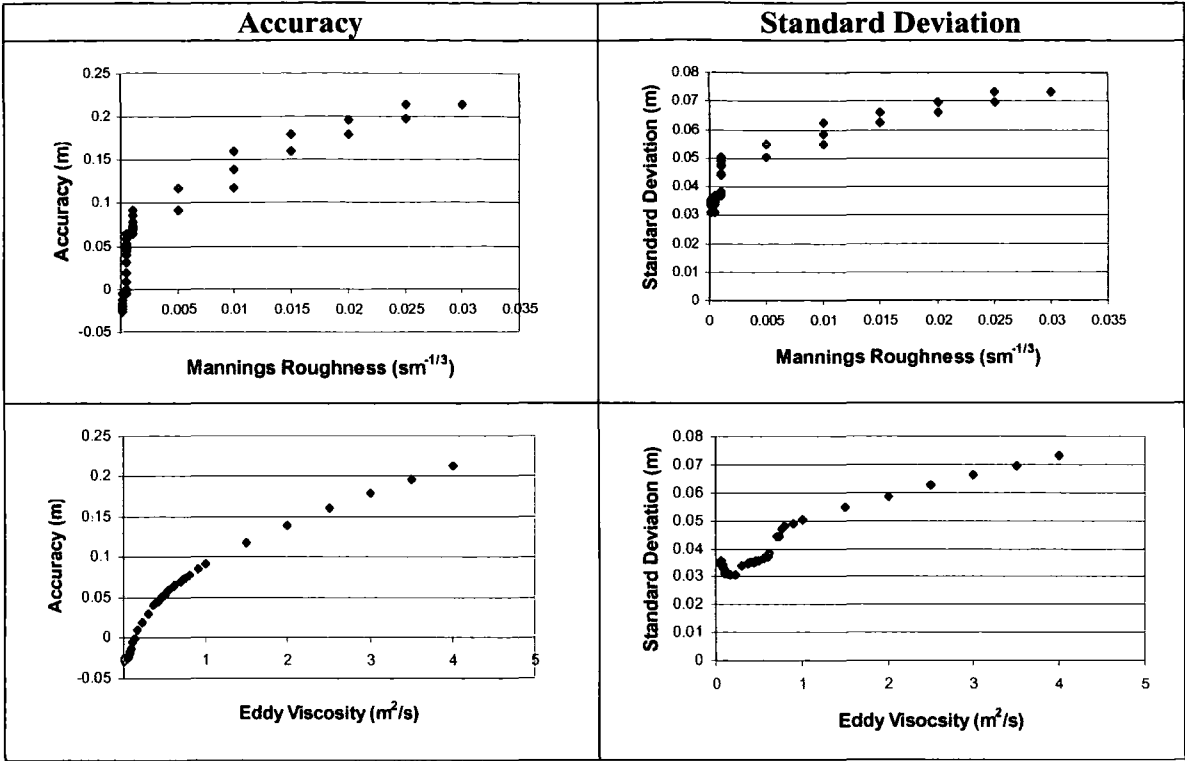 Accuracy
Standard Deviation
0.25
0.2
0.15
0.1
0.05
0
-0.05
Accuracy (m)
0.005 0.01 0.015 0.02 0.025 0.03 0.035
Mannings Roughness (sm-1/3)
0.08
0.07
0.06
0.05
0.04
0.03
0.02
0.01
0
Standard Deviation (m)
0 0.005 0.01 0.015 0.02 0.025 0.03 0.035
Mannings Roughness (sm-1/3)
0.25
0.2
0.15
0.1
0.05
0
-0.05
Accuracy (m)
1 2 3 4 5
Eddy Viscosity (m2/s)
0.08
0.07
0.06
0.05
0.04
0.03
0.02
0.01
0
Standard Deviation (m)
0 1 2 3 4 5
Eddy Visocsity (m2/s)